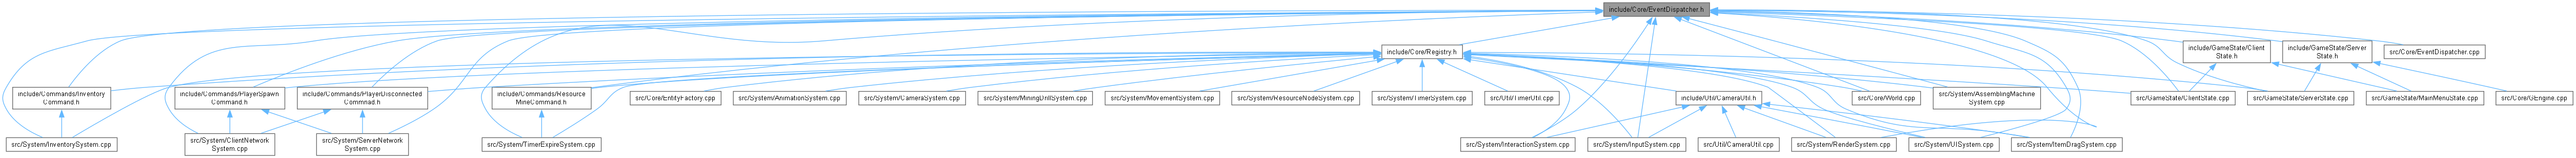 include/Core/EventDispatcher.h
include/Core/Registry.h
include/GameState/Client
State.h
include/GameState/Server
State.h
src/Core/EventDispatcher.cpp
include/Commands/Inventory
Command.h
include/Commands/PlayerSpawn
Command.h
include/Commands/PlayerDisconnected
Commnad.h
include/Commands/Resource
MineCommand.h
src/Core/EntityFactory.cpp
src/System/AnimationSystem.cpp
src/System/CameraSystem.cpp
src/System/MiningDrillSystem.cpp
src/System/MovementSystem.cpp
src/System/ResourceNodeSystem.cpp
src/System/TimerSystem.cpp
src/Util/TimerUtil.cpp
include/Util/CameraUtil.h
src/Core/World.cpp
src/System/AssemblingMachine
System.cpp
src/GameState/ClientState.cpp
src/GameState/ServerState.cpp
src/GameState/MainMenuState.cpp
src/Core/GEngine.cpp
src/System/InventorySystem.cpp
src/System/ClientNetwork
System.cpp
src/System/ServerNetwork
System.cpp
src/System/TimerExpireSystem.cpp
src/System/InteractionSystem.cpp
src/System/InputSystem.cpp
src/Util/CameraUtil.cpp
src/System/RenderSystem.cpp
src/System/UISystem.cpp
src/System/ItemDragSystem.cpp